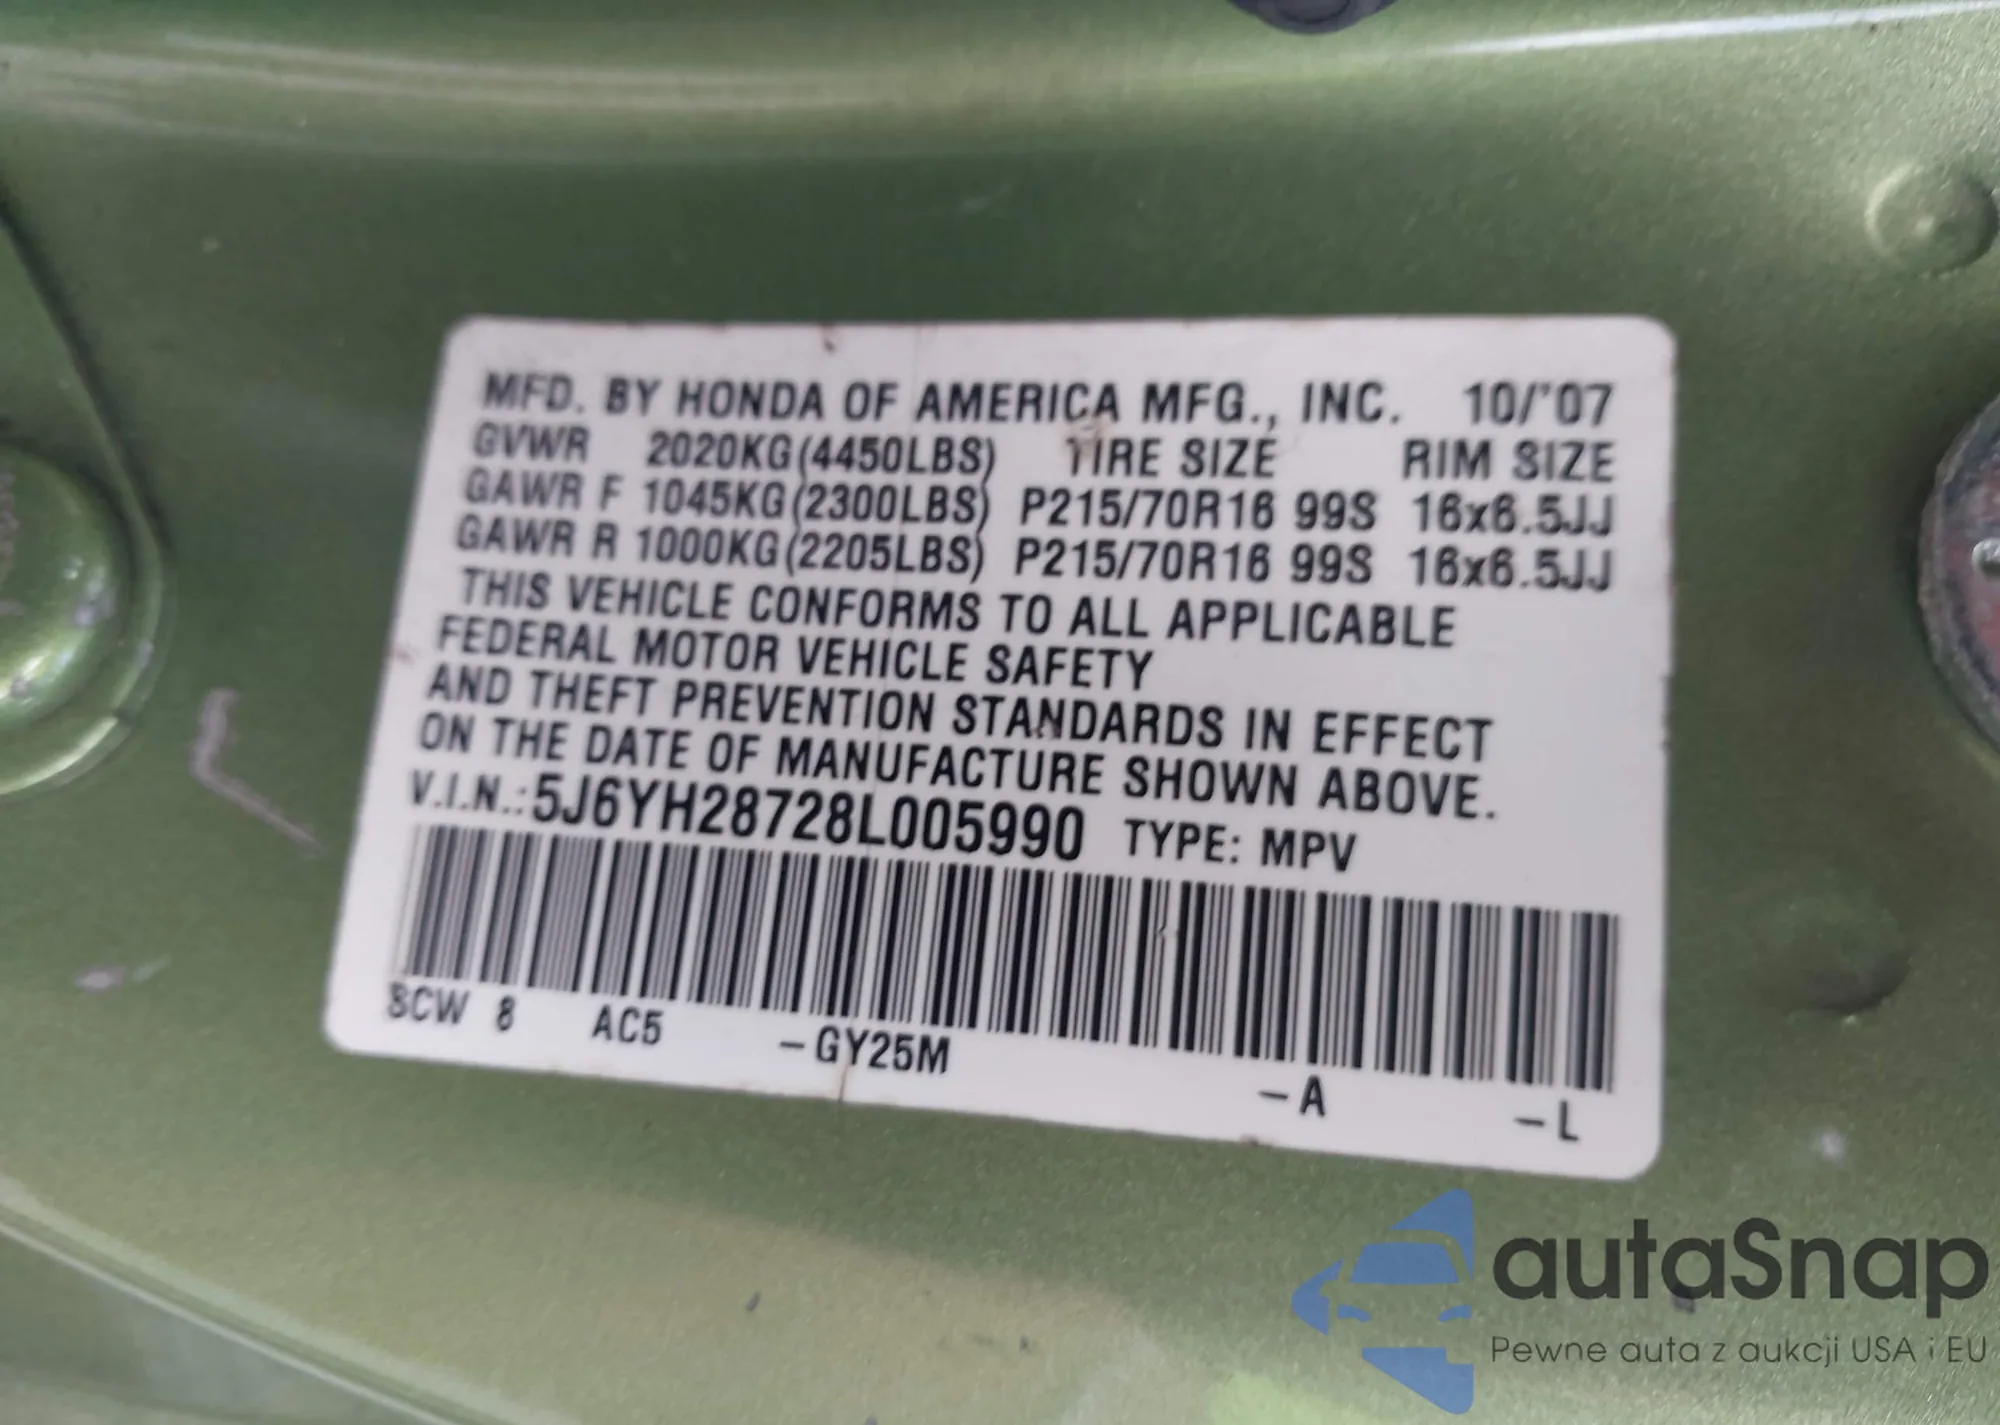 MFD. BY HONDA OF AMERICA MFG., INC. 10/'07
GVWR 2020KG(4450LBS) TIRE SIZE RIM SIZE
GAWR F 1045KG(2300LBS) P215/70R16 99S 16x6.5JJ
GAWR R 1000KG(2205LBS) P215/70R16 99S 16x6.5JJ
THIS VEHICLE CONFORMS TO ALL APPLICABLE
FEDERAL MOTOR VEHICLE SAFETY
AND THEFT PREVENTION STANDARDS IN EFFECT
ON THE DATE OF MANUFACTURE SHOWN ABOVE.
V.I.N.:5J6YH28728L005990 TYPE: MPV
SCW 8 AC5 -GY25M -A -L
autaSnap
Pewne auta z aukcji USA i EU